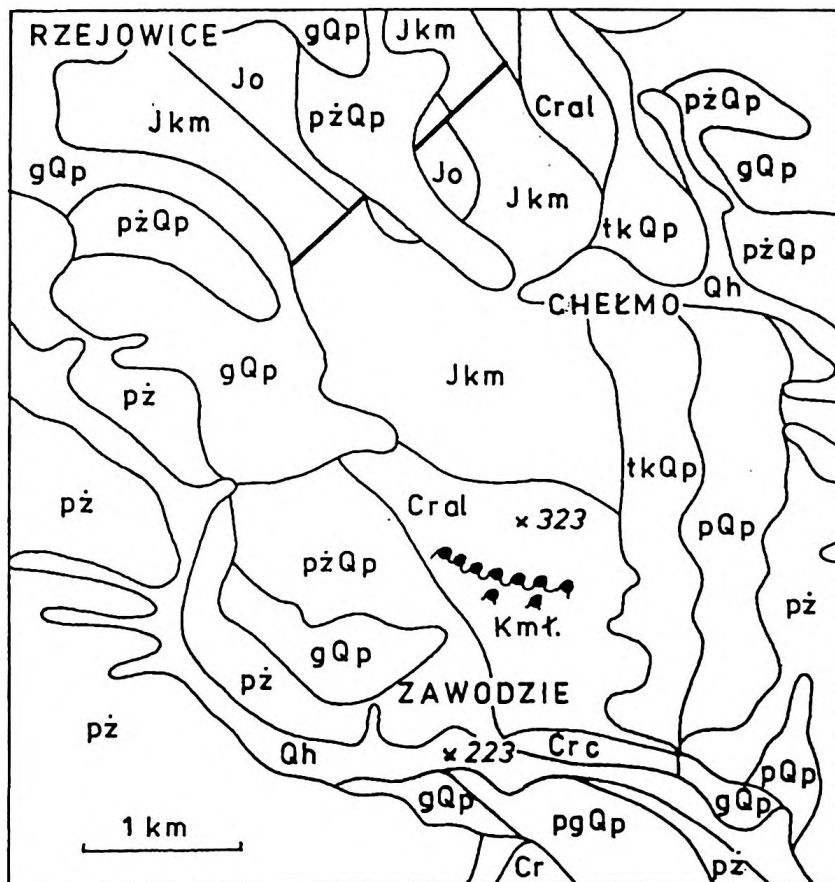 RZEJOWICE
gQp
Jkm
Jo
Jkm
pżQp
Cral
pżQp
gQp
gQp
Jo
Jkm
pżQp
tkQp
pżQp
Qh
CHEŁMO
gQp
Jkm
pż
tkQp
pż
Cral
× 323
pQp
pżQp
Kmł.
pż
gQp
pż
ZAWODZIE
pż
Qh
× 223
Crc
pQp
gQp
gQp
pgQp
1 km
Cr
pż